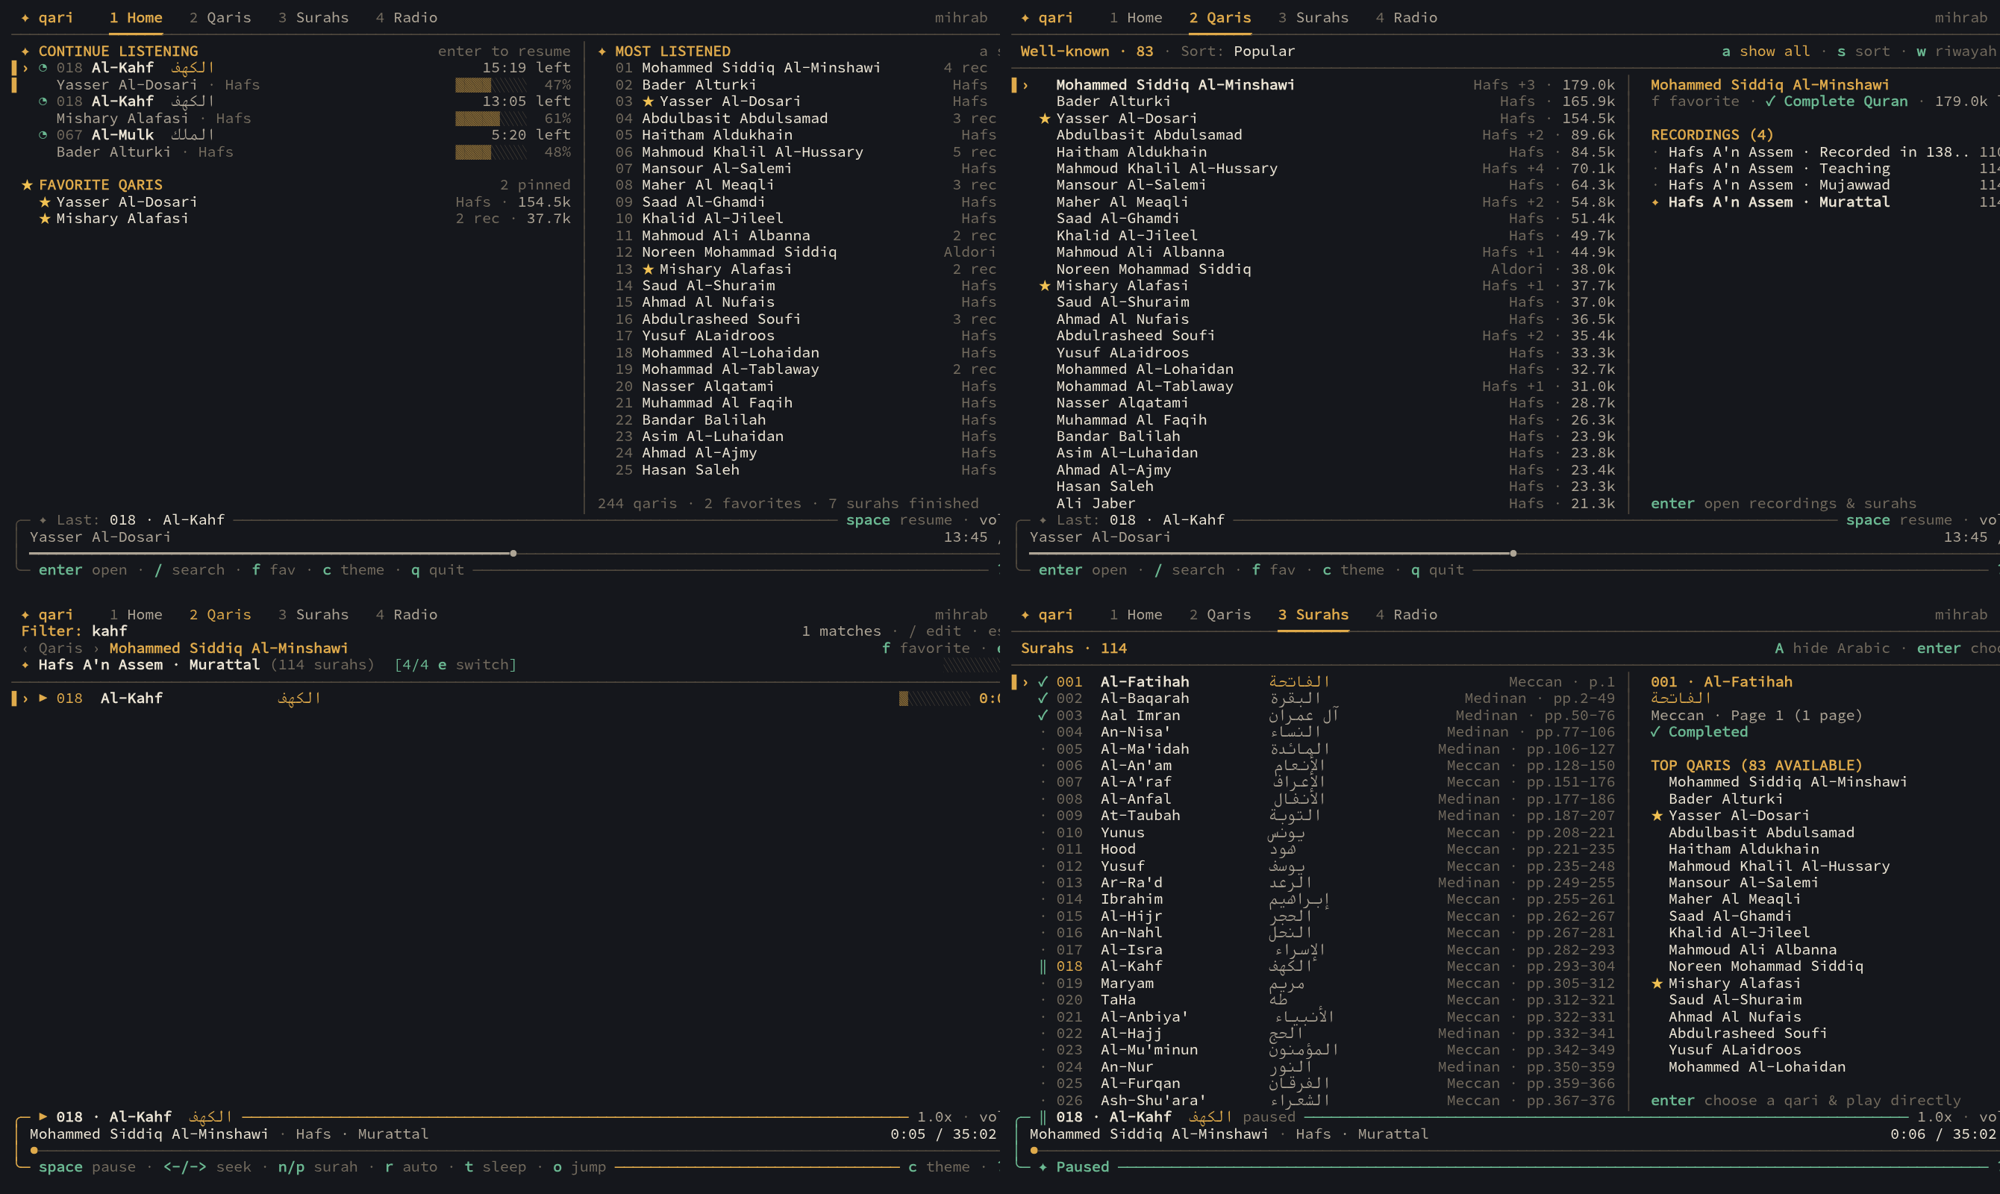 ✦ qari 1 Home 2 Qaris 3 Surahs 4 Radio mihrab
✦ CONTINUE LISTENING enter to resume
› 018 Al-Kahf الكهف 15:19 left
Yasser Al-Dosari · Hafs 47%
018 Al-Kahf الكهف 13:05 left
Mishary Alafasi · Hafs 61%
067 Al-Mulk الملك 5:20 left
Bader Alturki · Hafs 48%
★ FAVORITE QARIS 2 pinned
★ Yasser Al-Dosari Hafs · 154.5k
★ Mishary Alafasi 2 rec · 37.7k
✦ MOST LISTENED a s
01 Mohammed Siddiq Al-Minshawi 4 rec
02 Bader Alturki Hafs
03 ★ Yasser Al-Dosari Hafs
04 Abdulbasit Abdulsamad 3 rec
05 Haitham Aldukhain Hafs
06 Mahmoud Khalil Al-Hussary 5 rec
07 Mansour Al-Salemi Hafs
08 Maher Al Meaqli 3 rec
09 Saad Al-Ghamdi Hafs
10 Khalid Al-Jileel Hafs
11 Mahmoud Ali Albanna 2 rec
12 Noreen Mohammad Siddiq Aldori
13 ★ Mishary Alafasi 2 rec
14 Saud Al-Shuraim Hafs
15 Ahmad Al Nufais Hafs
16 Abdulrasheed Soufi 3 rec
17 Yusuf ALaidroos Hafs
18 Mohammed Al-Lohaidan Hafs
19 Mohammad Al-Tablaway 2 rec
20 Nasser Alqatami Hafs
21 Muhammad Al Faqih Hafs
22 Bandar Balilah Hafs
23 Asim Al-Luhaidan Hafs
24 Ahmad Al-Ajmy Hafs
25 Hasan Saleh Hafs
244 qaris · 2 favorites · 7 surahs finished
✦ Last: 018 · Al-Kahf space resume · vo
Yasser Al-Dosari 13:45 /
enter open · / search · f fav · c theme · q quit
✦ qari 1 Home 2 Qaris 3 Surahs 4 Radio mihrab
Well-known · 83 · Sort: Popular a show all · s sort · w riwayah
› Mohammed Siddiq Al-Minshawi Hafs +3 · 179.0k
Bader Alturki Hafs · 165.9k
★ Yasser Al-Dosari Hafs · 154.5k
Abdulbasit Abdulsamad Hafs +2 · 89.6k
Haitham Aldukhain Hafs · 84.5k
Mahmoud Khalil Al-Hussary Hafs +4 · 70.1k
Mansour Al-Salemi Hafs · 64.3k
Maher Al Meaqli Hafs +2 · 54.8k
Saad Al-Ghamdi Hafs · 51.4k
Khalid Al-Jileel Hafs · 49.7k
Mahmoud Ali Albanna Hafs +1 · 44.9k
Noreen Mohammad Siddiq Aldori · 38.0k
★ Mishary Alafasi Hafs +1 · 37.7k
Saud Al-Shuraim Hafs · 37.0k
Ahmad Al Nufais Hafs · 36.5k
Abdulrasheed Soufi Hafs +2 · 35.4k
Yusuf ALaidroos Hafs · 33.3k
Mohammed Al-Lohaidan Hafs · 32.7k
Mohammad Al-Tablaway Hafs +1 · 31.0k
Nasser Alqatami Hafs · 28.7k
Muhammad Al Faqih Hafs · 26.3k
Bandar Balilah Hafs · 23.9k
Asim Al-Luhaidan Hafs · 23.8k
Ahmad Al-Ajmy Hafs · 23.4k
Hasan Saleh Hafs · 23.3k
Ali Jaber Hafs · 21.3k
Mohammed Siddiq Al-Minshawi
f favorite · ✓ Complete Quran · 179.0k
RECORDINGS (4)
· Hafs A'n Assem · Recorded in 138.. 110
· Hafs A'n Assem · Teaching 114
· Hafs A'n Assem · Mujawwad 114
✦ Hafs A'n Assem · Murattal 114
enter open recordings & surahs
✦ Last: 018 · Al-Kahf space resume · vol
Yasser Al-Dosari 13:45 /
enter open · / search · f fav · c theme · q quit
✦ qari 1 Home 2 Qaris 3 Surahs 4 Radio mihrab
Filter: kahf 1 matches · / edit · es
‹ Qaris › Mohammed Siddiq Al-Minshawi f favorite · e
✦ Hafs A'n Assem · Murattal (114 surahs) [4/4 e switch]
› ▶ 018 Al-Kahf الكهف 0:0
▶ 018 · Al-Kahf الكهف 1.0x · vo
Mohammed Siddiq Al-Minshawi · Hafs · Murattal 0:05 / 35:02
space pause · <-/-> seek · n/p surah · r auto · t sleep · o jump c theme ·
✦ qari 1 Home 2 Qaris 3 Surahs 4 Radio mihrab
Surahs · 114 A hide Arabic · enter choo
› ✓ 001 Al-Fatihah الفاتحة Meccan · p.1
✓ 002 Al-Baqarah البقرة Medinan · pp.2-49
✓ 003 Aal Imran آل عمران Medinan · pp.50-76
· 004 An-Nisa' النساء Medinan · pp.77-106
· 005 Al-Ma'idah المائدة Medinan · pp.106-127
· 006 Al-An'am الأنعام Meccan · pp.128-150
· 007 Al-A'raf الأعراف Meccan · pp.151-176
· 008 Al-Anfal الأنفال Medinan · pp.177-186
· 009 At-Taubah التوبة Medinan · pp.187-207
· 010 Yunus يونس Meccan · pp.208-221
· 011 Hood هود Meccan · pp.221-235
· 012 Yusuf يوسف Meccan · pp.235-248
· 013 Ar-Ra'd الرعد Medinan · pp.249-255
· 014 Ibrahim إبراهيم Meccan · pp.255-261
· 015 Al-Hijr الحجر Meccan · pp.262-267
· 016 An-Nahl النحل Meccan · pp.267-281
· 017 Al-Isra الإسراء Meccan · pp.282-293
‖ 018 Al-Kahf الكهف Meccan · pp.293-304
· 019 Maryam مريم Meccan · pp.305-312
· 020 TaHa طه Meccan · pp.312-321
· 021 Al-Anbiya' الأنبياء Meccan · pp.322-331
· 022 Al-Hajj الحج Medinan · pp.332-341
· 023 Al-Mu'minun المؤمنون Meccan · pp.342-349
· 024 An-Nur النور Medinan · pp.350-359
· 025 Al-Furqan الفرقان Meccan · pp.359-366
· 026 Ash-Shu'ara' الشعراء Meccan · pp.367-376
001 · Al-Fatihah
الفاتحة
Meccan · Page 1 (1 page)
✓ Completed
TOP QARIS (83 AVAILABLE)
Mohammed Siddiq Al-Minshawi
Bader Alturki
★ Yasser Al-Dosari
Abdulbasit Abdulsamad
Haitham Aldukhain
Mahmoud Khalil Al-Hussary
Mansour Al-Salemi
Maher Al Meaqli
Saad Al-Ghamdi
Khalid Al-Jileel
Mahmoud Ali Albanna
Noreen Mohammad Siddiq
★ Mishary Alafasi
Saud Al-Shuraim
Ahmad Al Nufais
Abdulrasheed Soufi
Yusuf ALaidroos
Mohammed Al-Lohaidan
enter choose a qari & play directly
‖ 018 · Al-Kahf الكهف paused 1.0x · vol
Mohammed Siddiq Al-Minshawi · Hafs · Murattal 0:06 / 35:02
✦ Paused